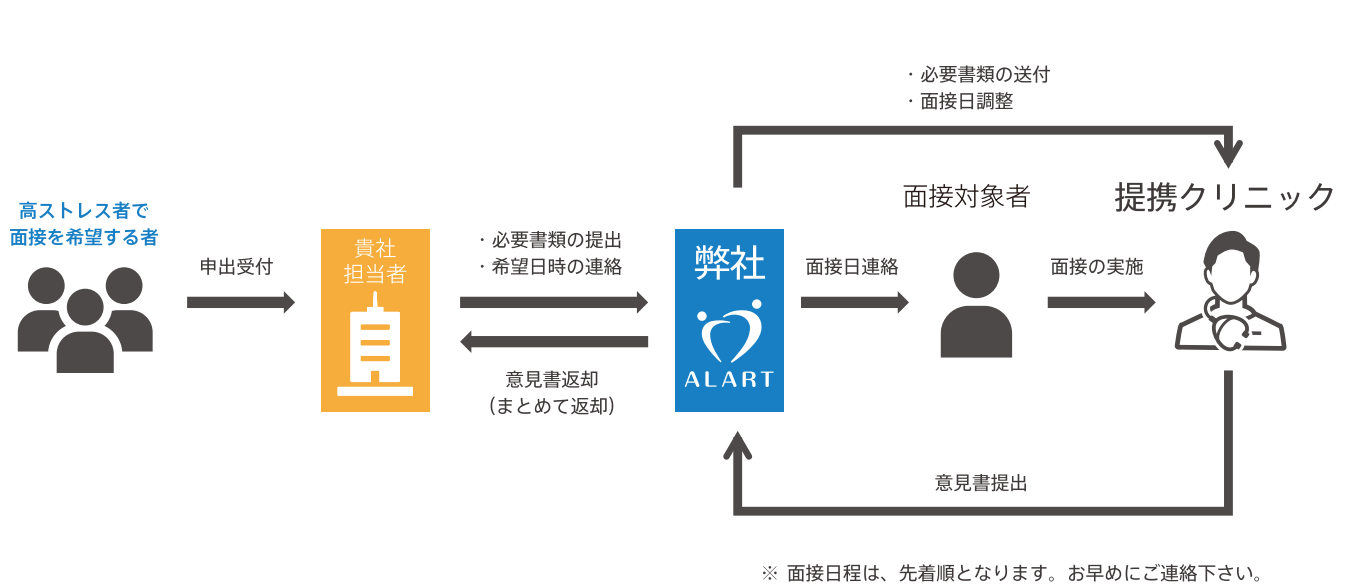 ・必要書類の送付
・面接日調整
高ストレス者で
面接を希望する者
申出受付
貴社
担当者
・必要書類の提出
・希望日時の連絡
意見書返却
(まとめて返却)
弊社
ALART
面接日連絡
面接対象者
面接の実施
提携クリニック
意見書提出
※ 面接日程は、先着順となります。お早めにご連絡下さい。